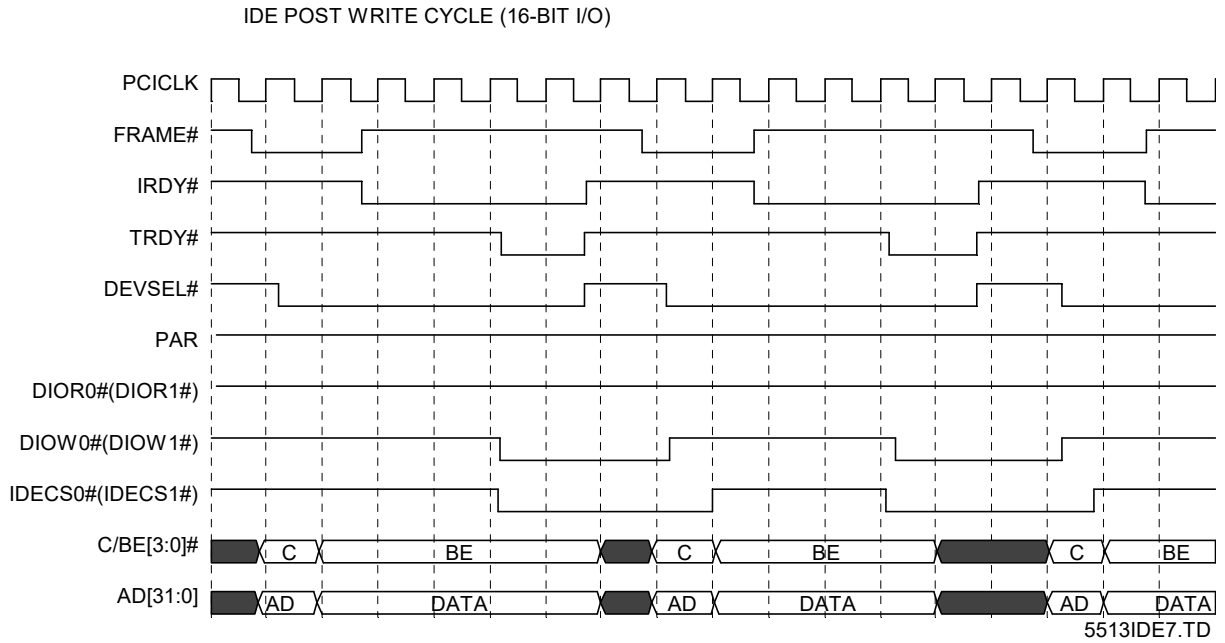 IDE POST WRITE CYCLE (16-BIT I/O)
PCICLK
FRAME#
IRDY#
TRDY#
DEVSEL#
PAR
DIOR0#(DIOR1#)
DIOW0#(DIOW1#)
IDECS0#(IDECS1#)
C/BE[3:0]# C BE C BE C BE
AD[31:0] AD DATA AD DATA AD DATA
5513IDE7.TD